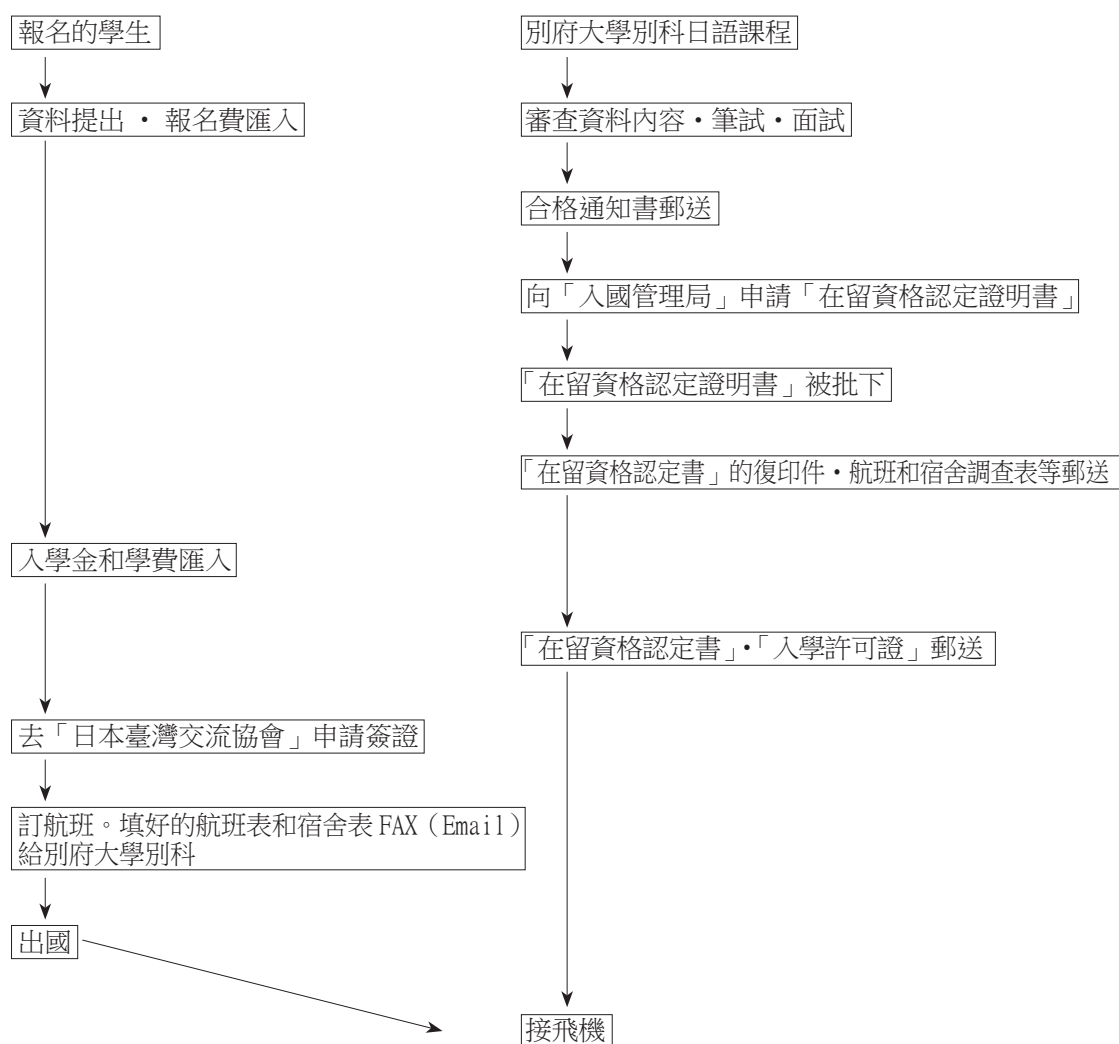 報名的學生
別府大學別科日語課程
資料提出 ・ 報名費匯入
審查資料內容・筆試・面試
合格通知書郵送
向「入國管理局」申請「在留資格認定證明書」
「在留資格認定證明書」被批下
「在留資格認定書」的復印件・航班和宿舍調查表等郵送
入學金和學費匯入
「在留資格認定書」・「入學許可證」郵送
去「日本臺灣交流協會」申請簽證
訂航班。填好的航班表和宿舍表 FAX（Email）
給別府大學別科
出國
接飛機